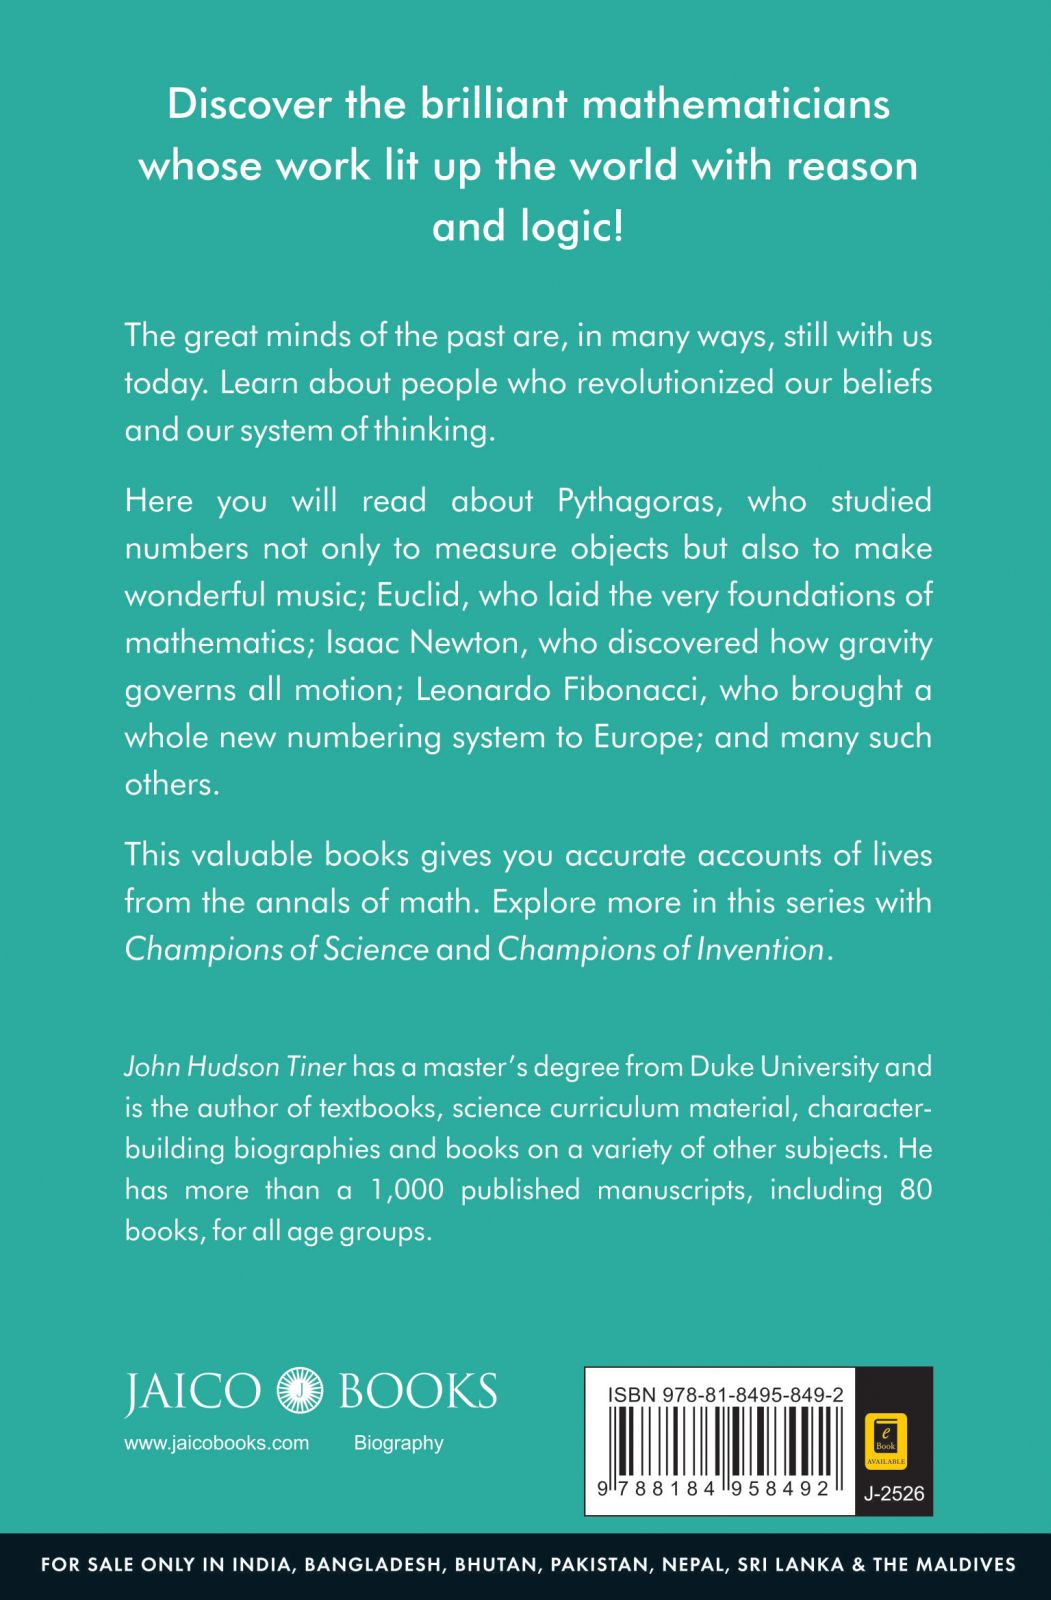 Discover the brilliant mathematicians
whose work lit up the world with reason
and logic!
The great minds of the past are, in many ways, still with us
today. Learn about people who revolutionized our beliefs
and our system of thinking.
Here you will read about Pythagoras, who studied
numbers not only to measure objects but also to make
wonderful music; Euclid, who laid the very foundations of
mathematics; Isaac Newton, who discovered how gravity
governs all motion; Leonardo Fibonacci, who brought a
whole new numbering system to Europe; and many such
others.
This valuable books gives you accurate accounts of lives
from the annals of math. Explore more in this series with
Champions of Science and Champions of Invention.
John Hudson Tiner has a master's degree from Duke University and
is the author of textbooks, science curriculum material, character-
building biographies and books on a variety of other subjects. He
has more than a 1,000 published manuscripts, including 80
books, for all age groups.
JAICO J BOOKS
www.jaicobooks.com Biography
ISBN 978-81-8495-849-2
9 788184 958492
e
Book
AVAILABLE
J-2526
FOR SALE ONLY IN INDIA, BANGLADESH, BHUTAN, PAKISTAN, NEPAL, SRI LANKA & THE MALDIVES